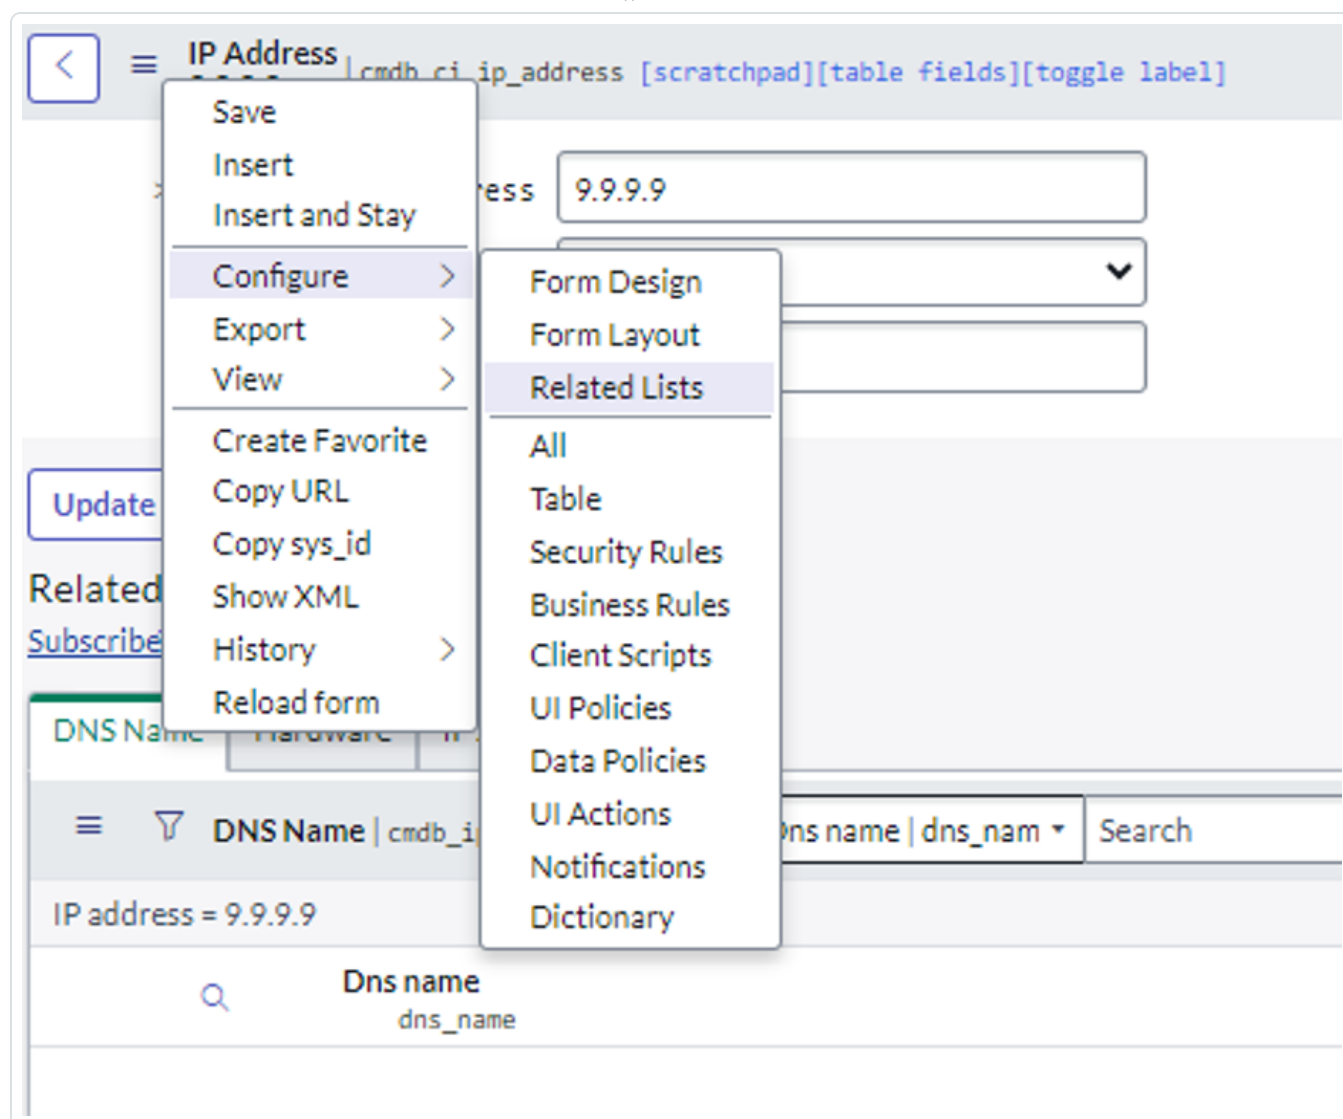 IP Address
cmdb_ci_ip_address [scratchpad][table fields][toggle label]
Save
Insert
Insert and Stay
Configure
Export
View
Create Favorite
Copy URL
Copy sys_id
Show XML
History
Reload form
Form Design
Form Layout
Related Lists
All
Table
Security Rules
Business Rules
Client Scripts
UI Policies
Data Policies
UI Actions
Notifications
Dictionary
9.9.9.9
Update
Related
Subscribe
DNS Name
Hardware
DNS Name | cmdb_i
Dns name | dns_nam
Search
IP address = 9.9.9.9
Dns name
dns_name